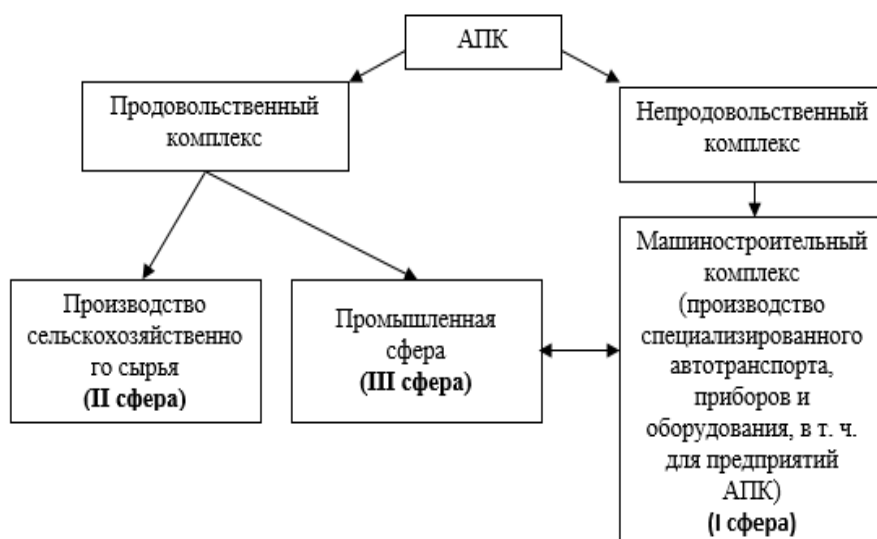 АПК
Продовольственный
комплекс
Непродовольственный
комплекс
Производство
сельскохозяйственно
го сырья
(II сфера)
Промышленная
сфера
(III сфера)
Машиностроительный
комплекс
(производство
специализированного
автотранспорта,
приборов и
оборудования, в т. ч.
для предприятий
АПК)
(I сфера)